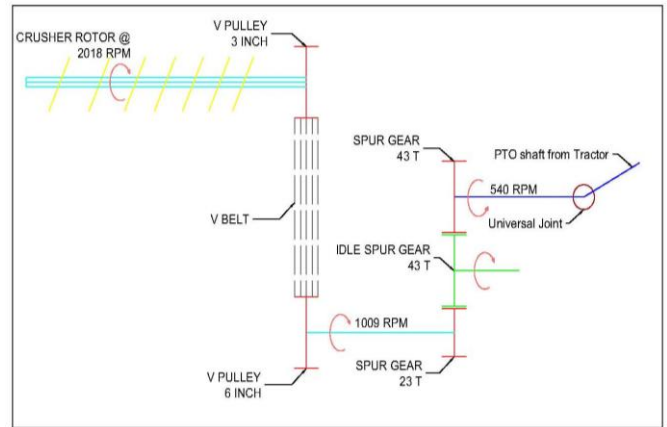 CRUSHER ROTOR @
2018 RPM
V PULLEY
3 INCH
SPUR GEAR
43 T
PTO shaft from Tractor
540 RPM
Universal Joint
V BELT
IDLE SPUR GEAR
43 T
1009 RPM
V PULLEY
6 INCH
SPUR GEAR
23 T